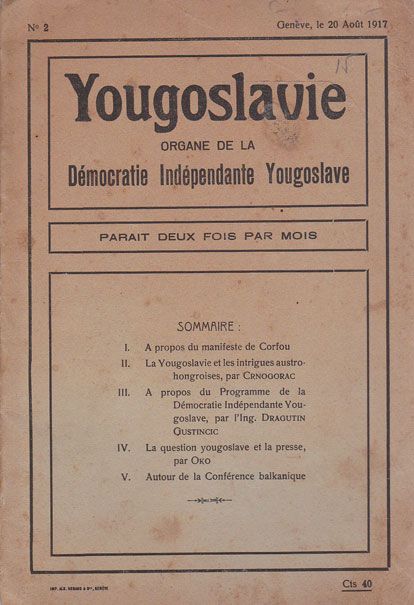 No 2
Genève, le 20 Août 1917
Yougoslavie
ORGANE DE LA
Démocratie Indépendante Yougoslave
PARAIT DEUX FOIS PAR MOIS
SOMMAIRE :
I. A propos du manifeste de Corfou
II. La Yougoslavie et les intrigues austro-
hongroises, par CRNOGORAC
III. A propos du Programme de la
Démocratie Indépendante You-
goslave, par l'Ing. DRAGUTIN
GUSTINCIC
IV. La question yougoslave et la presse,
par OKO
V. Autour de la Conférence balkanique
Cts 40
IMP. GENÈVE